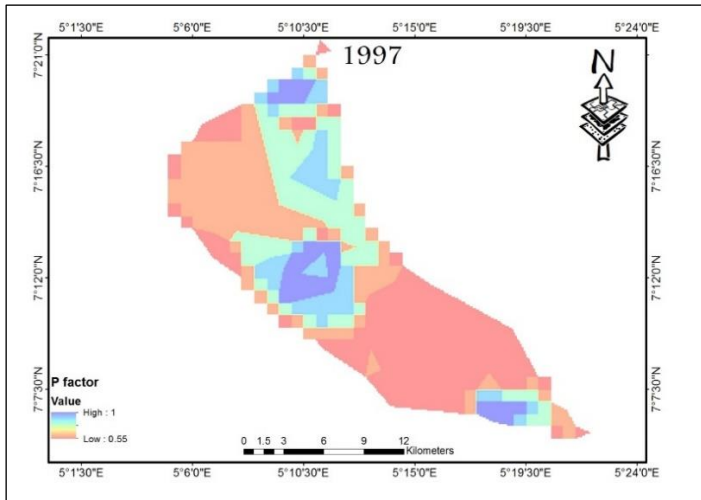 5°1'30"E 5°6'0"E 5°10'30"E 5°15'0"E 5°19'30"E 5°24'0"E
1997
N
7°21'0"N 7°21'0"N
7°16'30"N 7°16'30"N
7°12'0"N 7°12'0"N
7°7'30"N 7°7'30"N
P factor
Value
High : 1
Low : 0.55
0 1.5 3 6 9 12
Kilometers
5°1'30"E 5°6'0"E 5°10'30"E 5°15'0"E 5°19'30"E 5°24'0"E